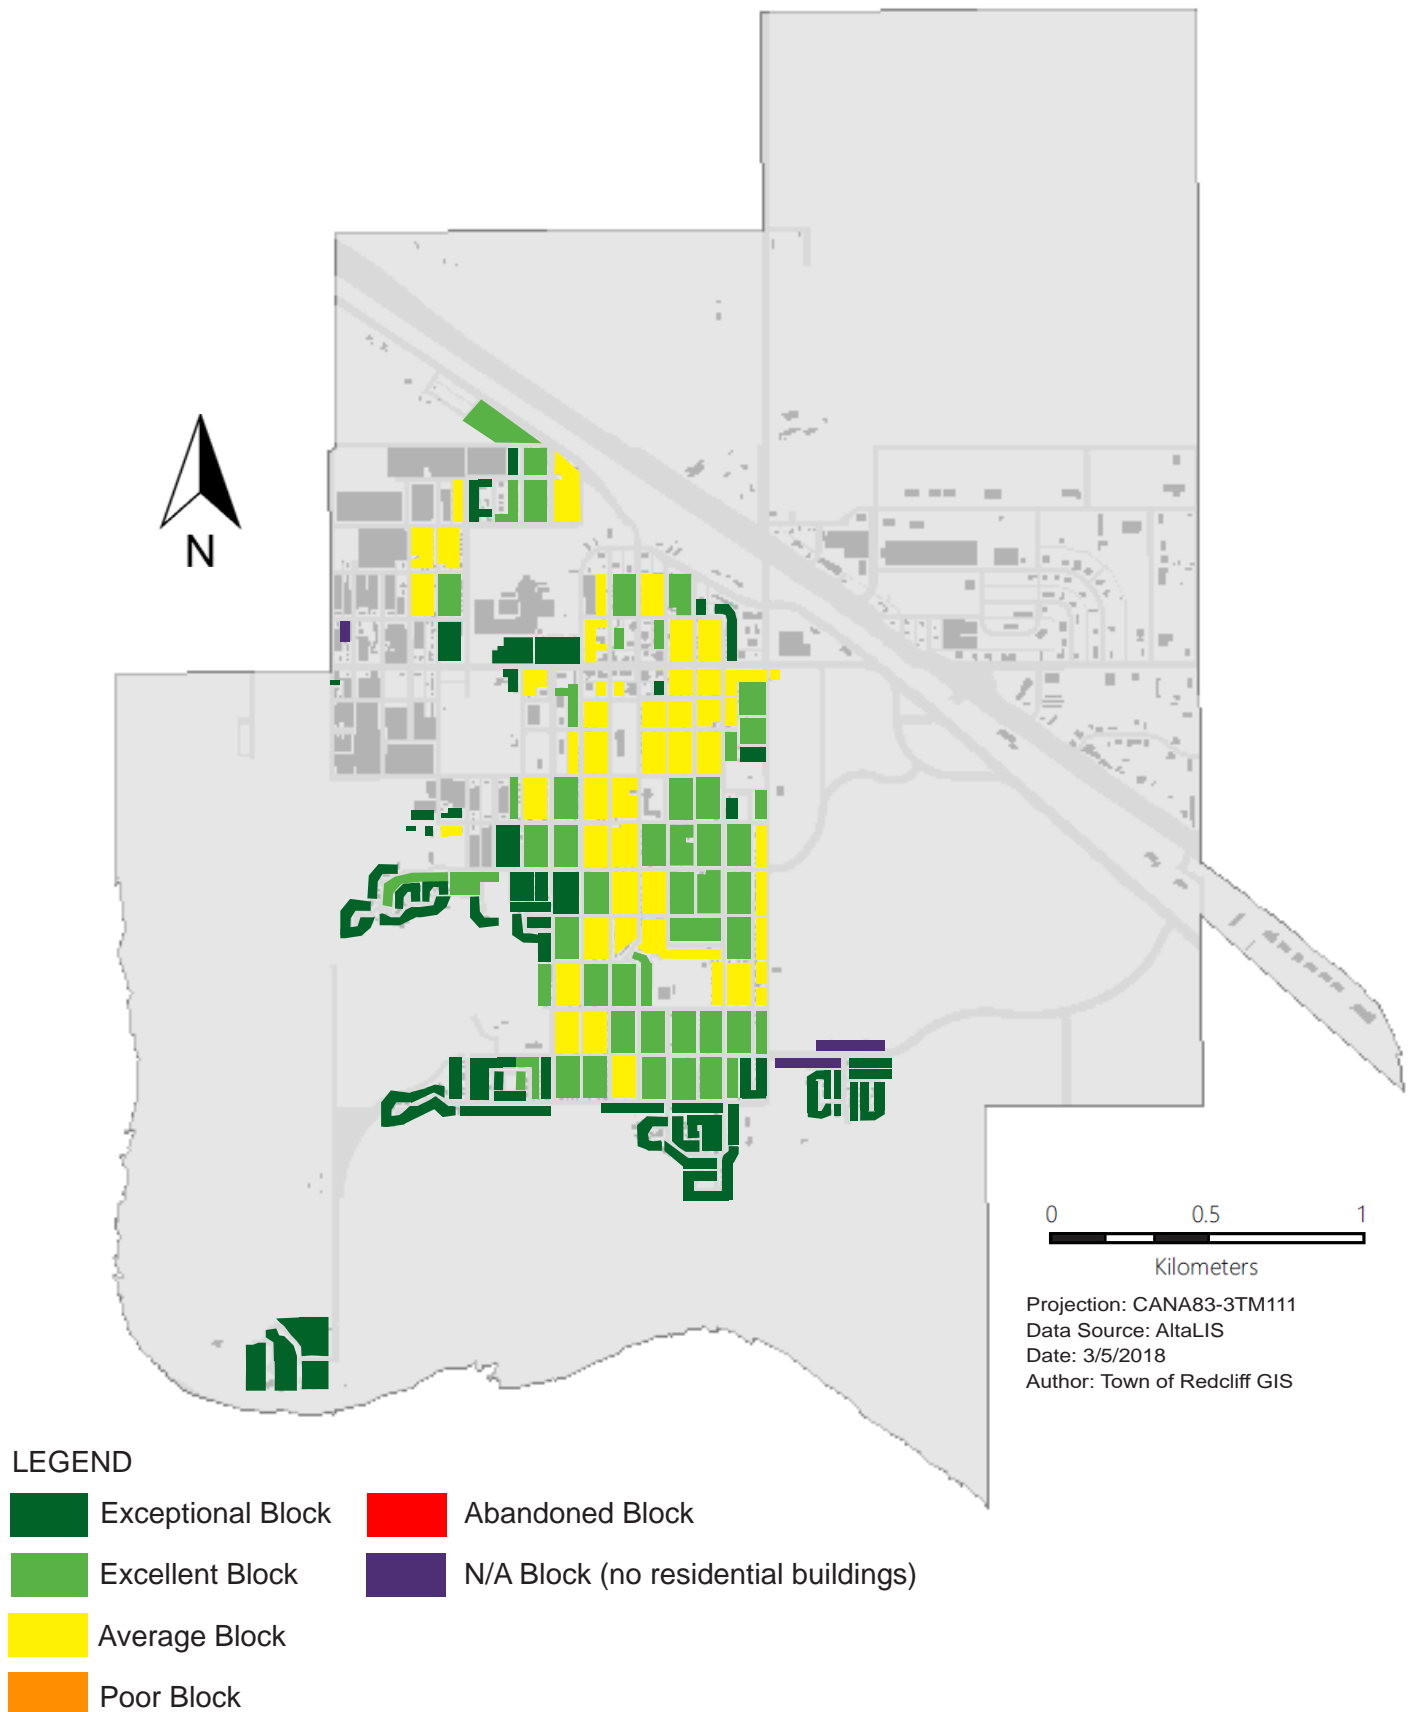 N
0 0.5 1
Kilometers
Projection: CANA83-3TM111
Data Source: AltaLIS
Date: 3/5/2018
Author: Town of Redcliff GIS
LEGEND
Exceptional Block
Abandoned Block
Excellent Block
N/A Block (no residential buildings)
Average Block
Poor Block